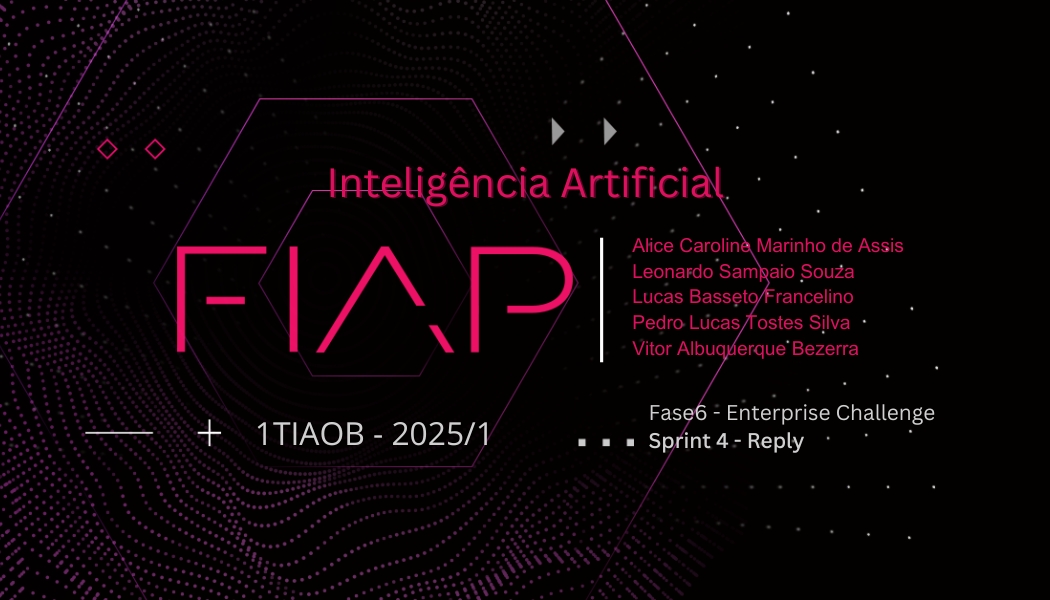 Inteligência Artificial
FIAP
Alice Caroline Marinho de Assis
Leonardo Sampaio Souza
Lucas Basseto Francelino
Pedro Lucas Tostes Silva
Vitor Albuquerque Bezerra
1TIAOB - 2025/1
Fase6 - Enterprise Challenge
Sprint 4 - Reply